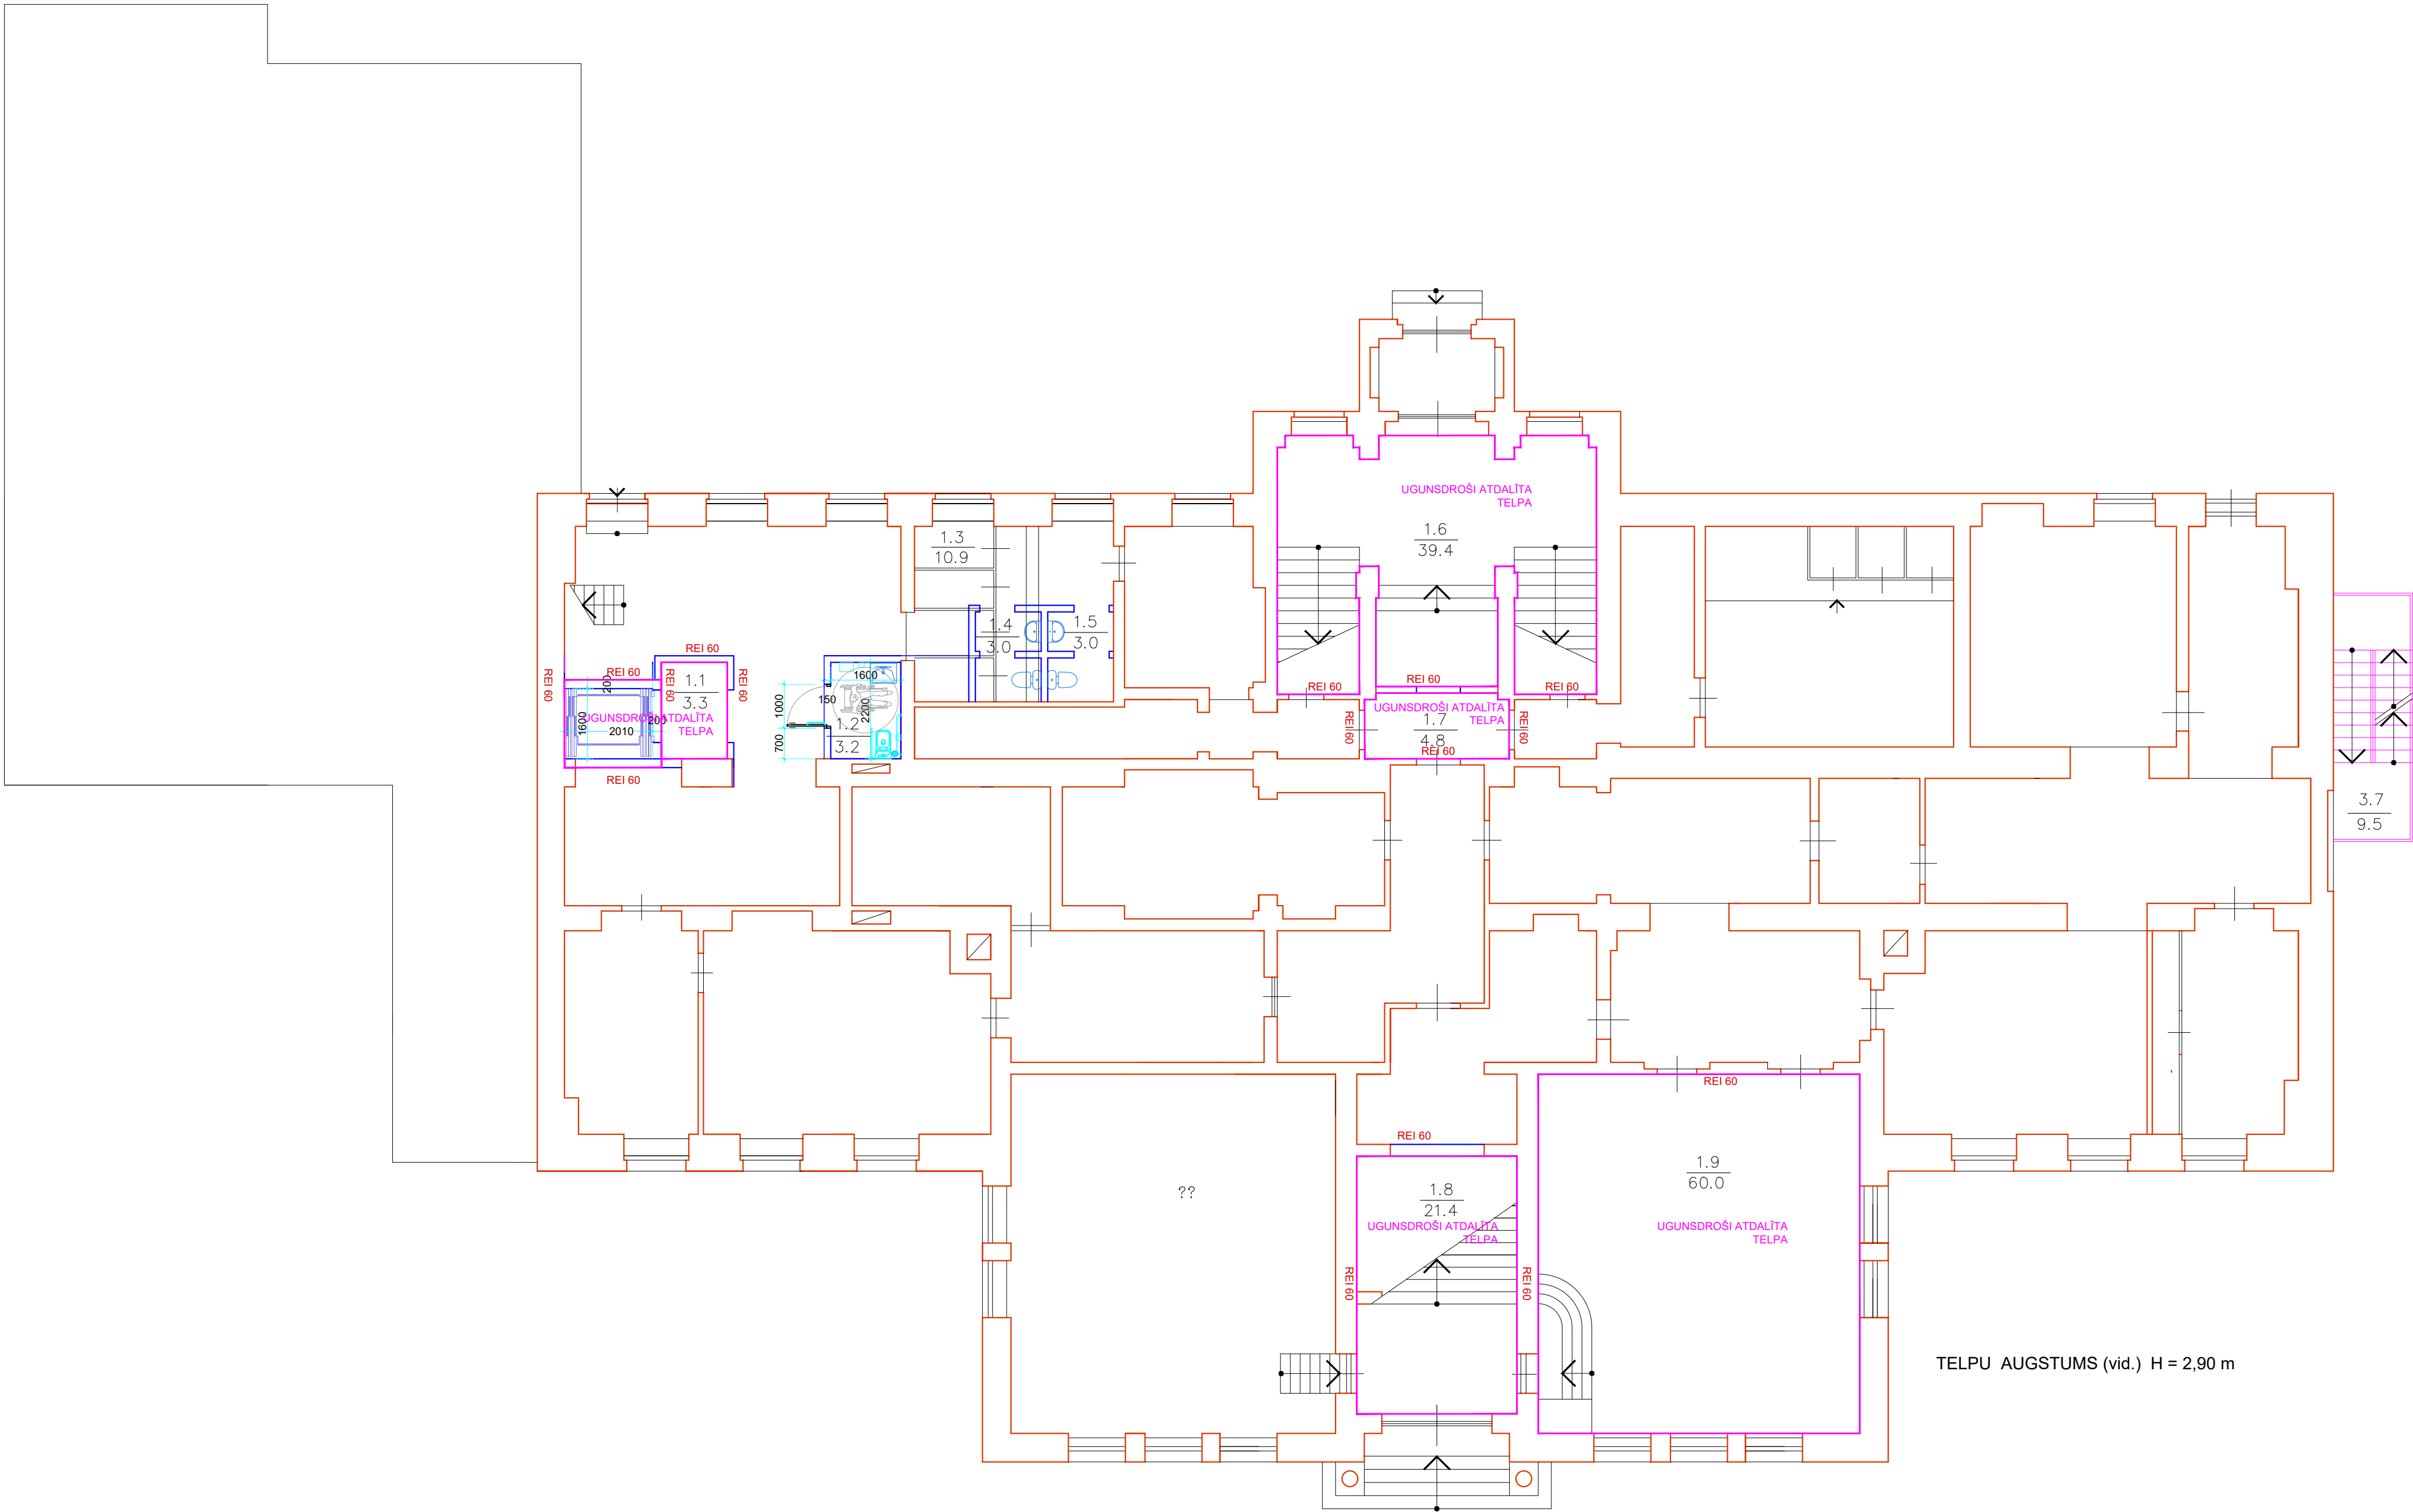 UGUNSDROŠI ATDALĪTA
TELPA
1.6
39.4
1.3
10.9
1.4
3.0
1.5
3.0
REI 60
REI 60
REI 60
REI 60
REI 60
REI 60
1.1
3.3
200
1600
200
2010
UGUNSDROŠI ATDALĪTA
TELPA
1000
700
150
1600
2200
1.2
3.2
REI 60
REI 60
REI 60
UGUNSDROŠI ATDALĪTA
TELPA
1.7
4.8
REI 60
REI 60
REI 60
3.7
9.5
REI 60
REI 60
??
1.8
21.4
UGUNSDROŠI ATDALĪTA
TELPA
REI 60
REI 60
1.9
60.0
UGUNSDROŠI ATDALĪTA
TELPA
TELPU AUGSTUMS (vid.) H = 2,90 m